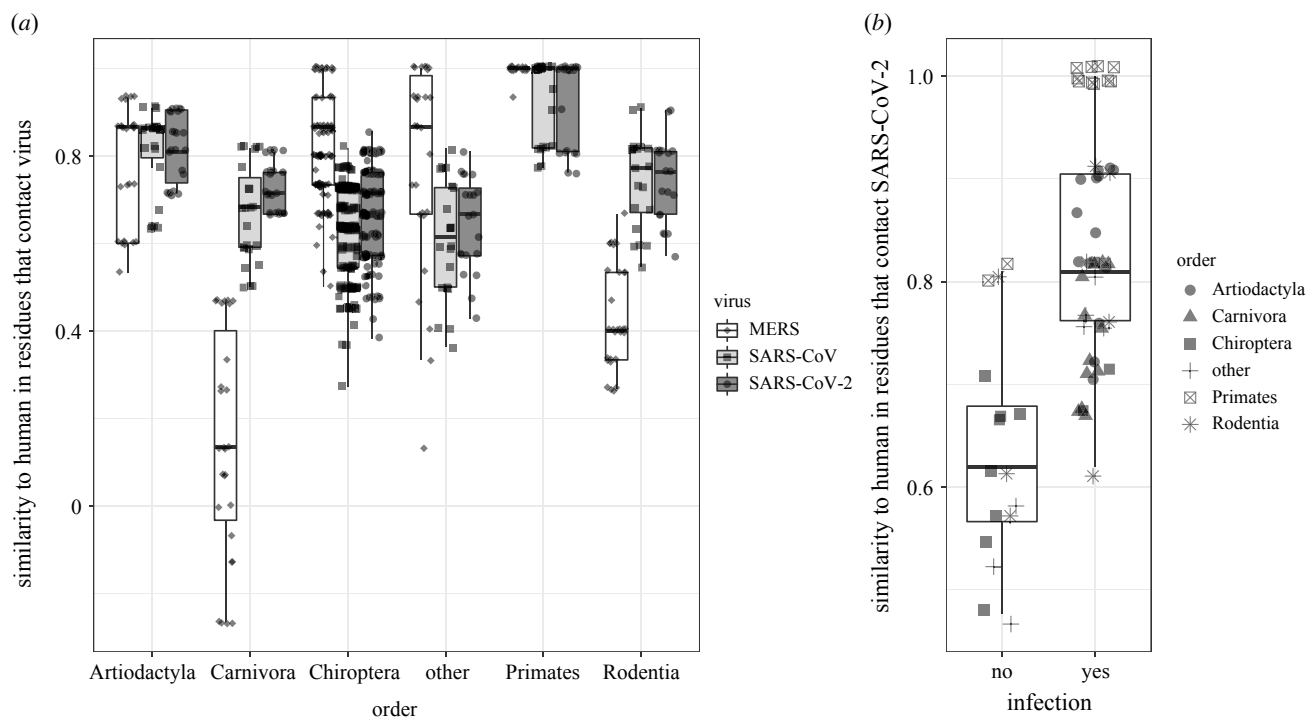 (a)
similarity to human in residues that contact virus
0.8
0.4
0
Artiodactyla
Carnivora
Chiroptera
other
Primates
Rodentia
order
virus
MERS
SARS-CoV
SARS-CoV-2
(b)
similarity to human in residues that contact SARS-CoV-2
1.0
0.8
0.6
no
yes
infection
order
Artiodactyla
Carnivora
Chiroptera
other
Primates
Rodentia